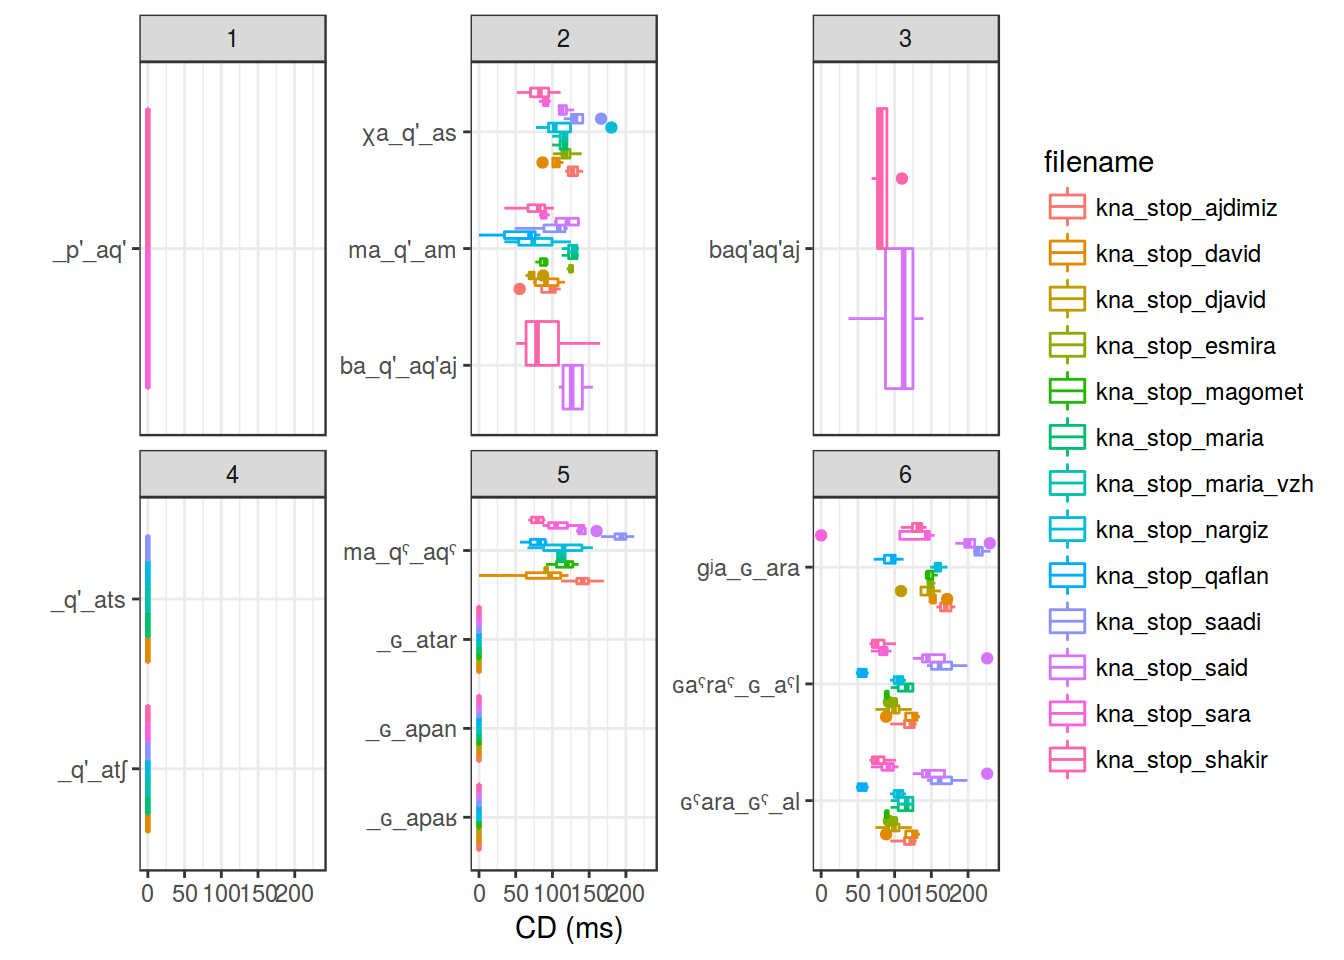 1
2
3
_p'_aq'
χa_q'_as
ma_q'_am
ba_q'_aq'aj
baq'aq'aj
4
5
6
_q'_ats
_q'_atʃ
ma_qˤ_aqˤ
_ɢ_atar
_ɢ_apan
_ɢ_apaʁ
gʲa_ɢ_ara
ɢaˤraˤ_ɢ_aˤl
ɢˤara_ɢˤ_al
0 50 100 150 200
0 50 100 150 200
0 50 100 150 200
CD (ms)
filename
kna_stop_ajdimiz
kna_stop_david
kna_stop_djavid
kna_stop_esmira
kna_stop_magomet
kna_stop_maria
kna_stop_maria_vzh
kna_stop_nargiz
kna_stop_qaflan
kna_stop_saadi
kna_stop_said
kna_stop_sara
kna_stop_shakir